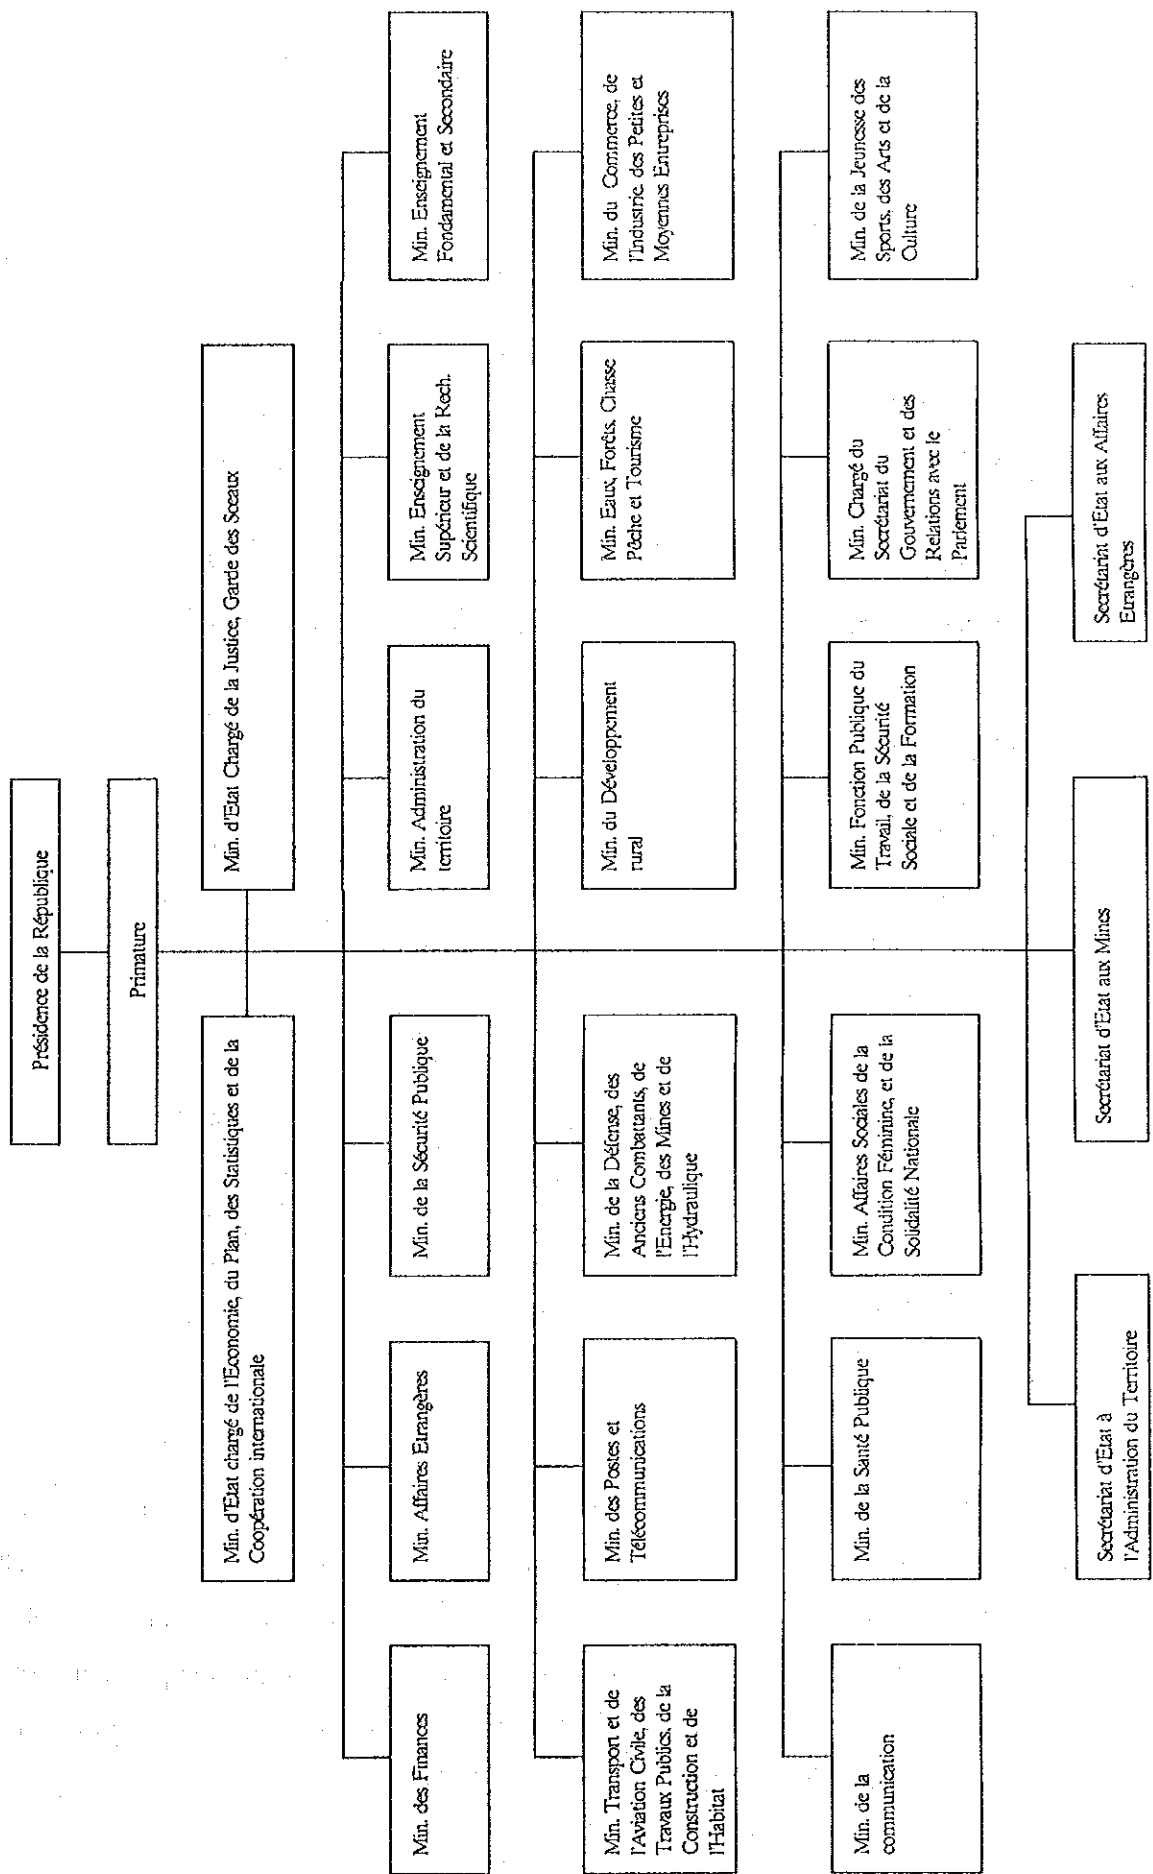 Présidence de la République
Primature
Min. d'Etat chargé de l'Economie, du Plan, des Statistiques et de la
Coopération internationale
Min. d'Etat Chargé de la Justice, Garde des Sceaux
Min. des Finances
Min. Affaires Etrangères
Min. de la Sécurité Publique
Min. Administration du
territoire
Min. Enseignement
Supérieur et de la Rech.
Scientifique
Min. Enseignement
Fondamental et Secondaire
Min. Transport et de
l'Aviation Civile, des
Travaux Publics, de la
Construction et de
l'Habitat
Min. des Postes et
Télécommunications
Min. de la Défense, des
Anciens Combattants, de
l'Energie, des Mines et de
l'Hydraulique
Min. du Développement
rural
Min. Eaux, Forêts, Chasse
Pêche et Tourisme
Min. du Commerce, de
l'Industrie, des Petites et
Moyennes Entreprises
Min. de la
communication
Min. de la Santé Publique
Min. Affaires Sociales de la
Condition Féminine, et de la
Solidalité Nationale
Min. Fonction Publique du
Travail, de la Sécurité
Sociale et de la Formation
Min. Chargé du
Secrétariat du
Gouvernement et des
Relations avec le
Parlement
Min. de la Jeunesse des
Sports, des Arts et de la
Culture
Secrétariat d'Etat à
l'Administration du Territoire
Secrétariat d'Etat aux Mines
Secrétariat d'Etat aux Affaires
Etrangères